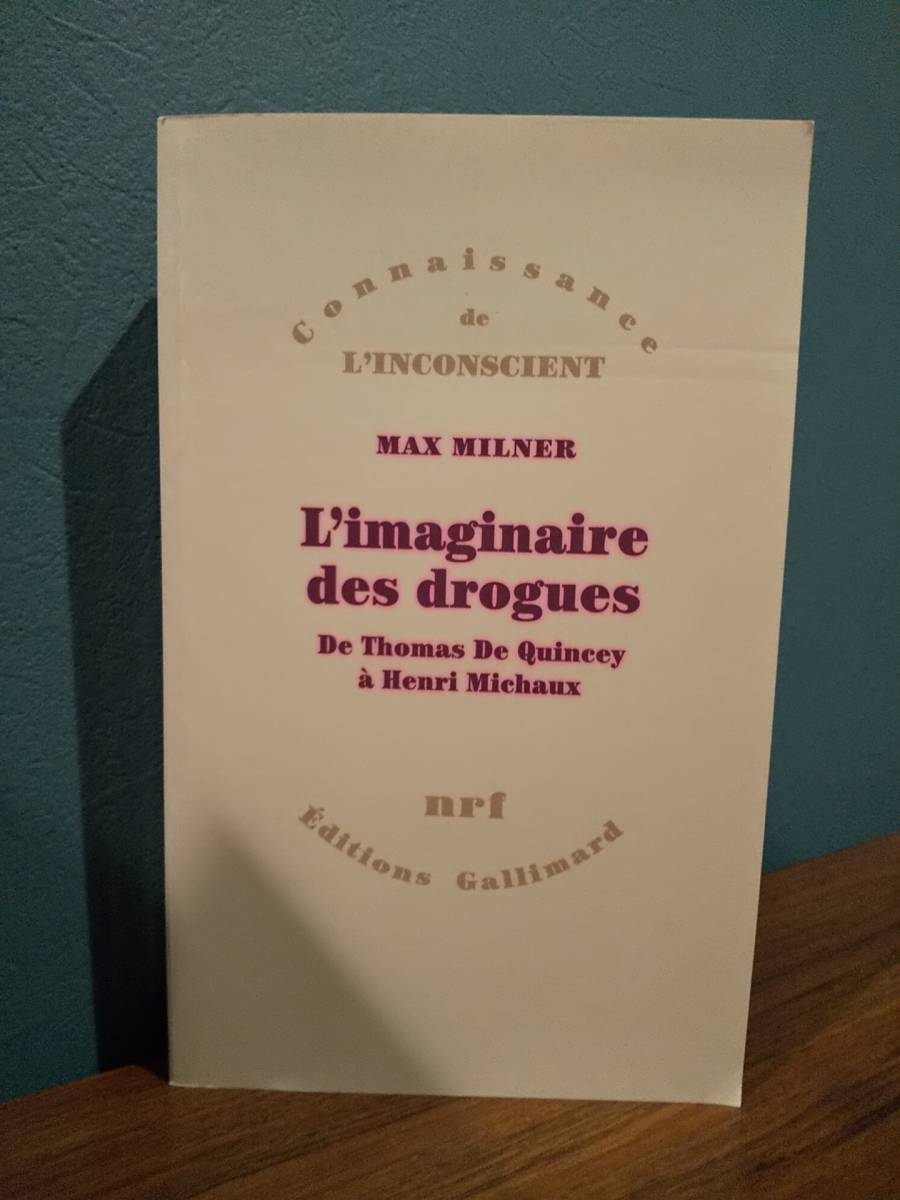 Connaissance
de
L'INCONSCIENT
MAX MILNER
L'imaginaire
des drogues
De Thomas De Quincey
à Henri Michaux
nrf
Éditions Gallimard